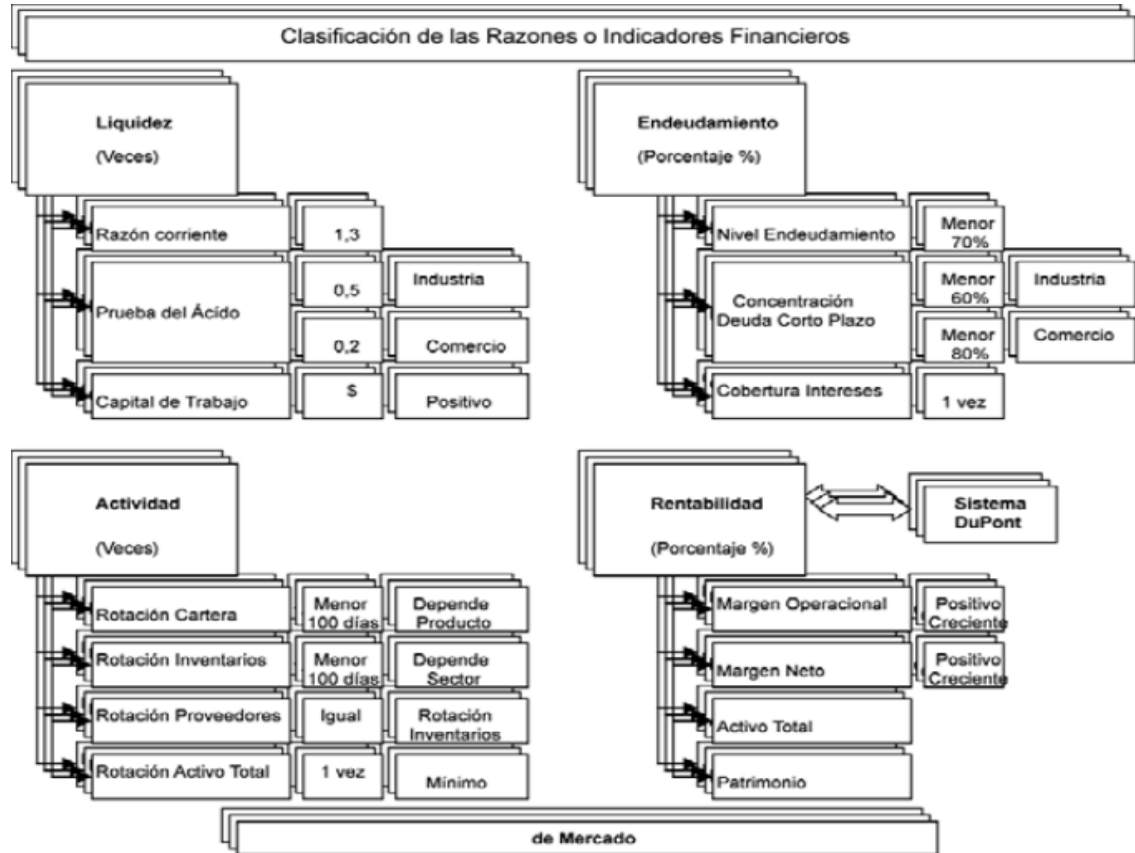 Clasificación de las Razones o Indicadores Financieros
Liquidez
(Veces)
Razón corriente
1,3
Prueba del Ácido
0,5
Industria
0,2
Comercio
Capital de Trabajo
$
Positivo
Endeudamiento
(Porcentaje %)
Nivel Endeudamiento
Menor
70%
Concentración
Deuda Corto Plazo
Menor
60%
Industria
Menor
80%
Comercio
Cobertura Intereses
1 vez
Actividad
(Veces)
Rotación Cartera
Menor
100 días
Depende
Producto
Rotación Inventarios
Menor
100 días
Depende
Sector
Rotación Proveedores
Igual
Rotación
Inventarios
Rotación Activo Total
1 vez
Mínimo
Rentabilidad
(Porcentaje %)
Sistema
DuPont
Margen Operacional
Positivo
Creciente
Margen Neto
Positivo
Creciente
Activo Total
Patrimonio
de Mercado